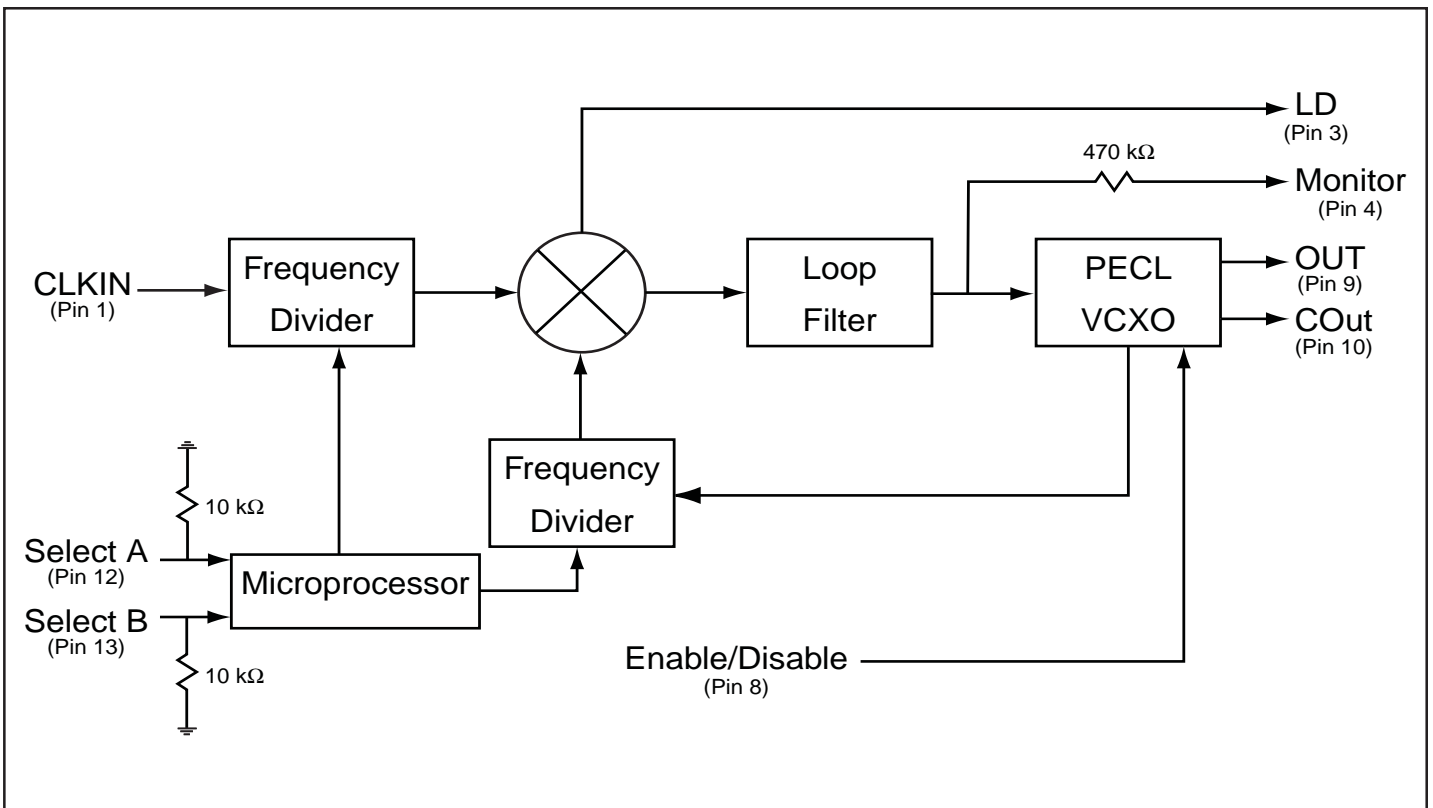 LD
(Pin 3)
470 kΩ
Monitor
(Pin 4)
CLKIN
(Pin 1)
Frequency
Divider
Loop
Filter
PECL
VCXO
OUT
(Pin 9)
COut
(Pin 10)
10 kΩ
Frequency
Divider
Select A
(Pin 12)
Microprocessor
Select B
(Pin 13)
10 kΩ
Enable/Disable
(Pin 8)